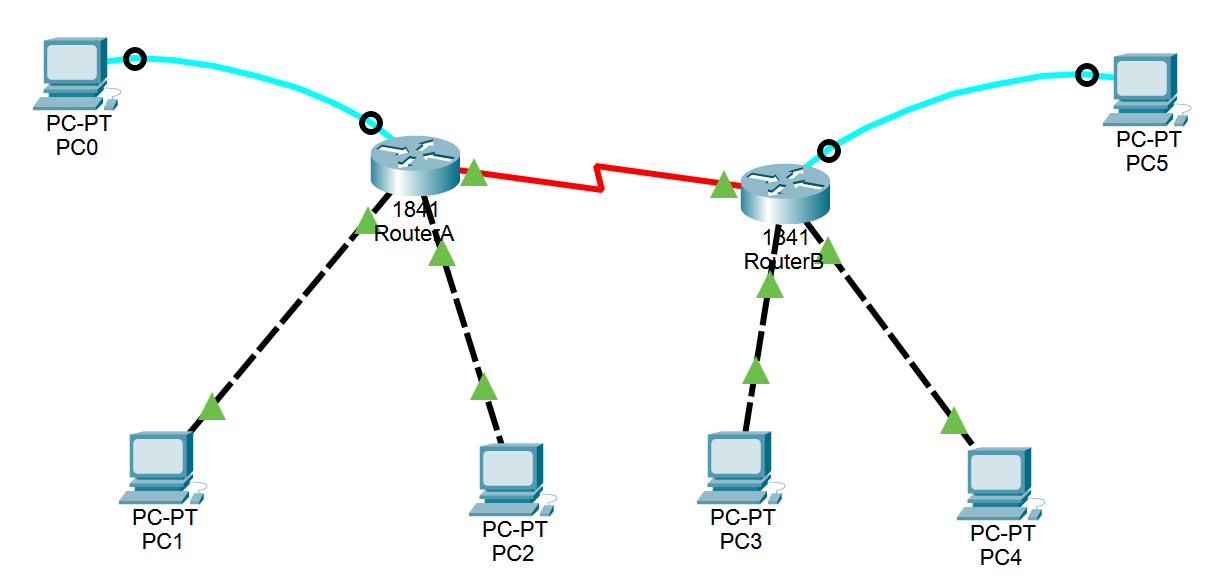 PC-PT
PC0
PC-PT
PC5
1841
RouterA
1841
RouterB
PC-PT
PC1
PC-PT
PC2
PC-PT
PC3
PC-PT
PC4